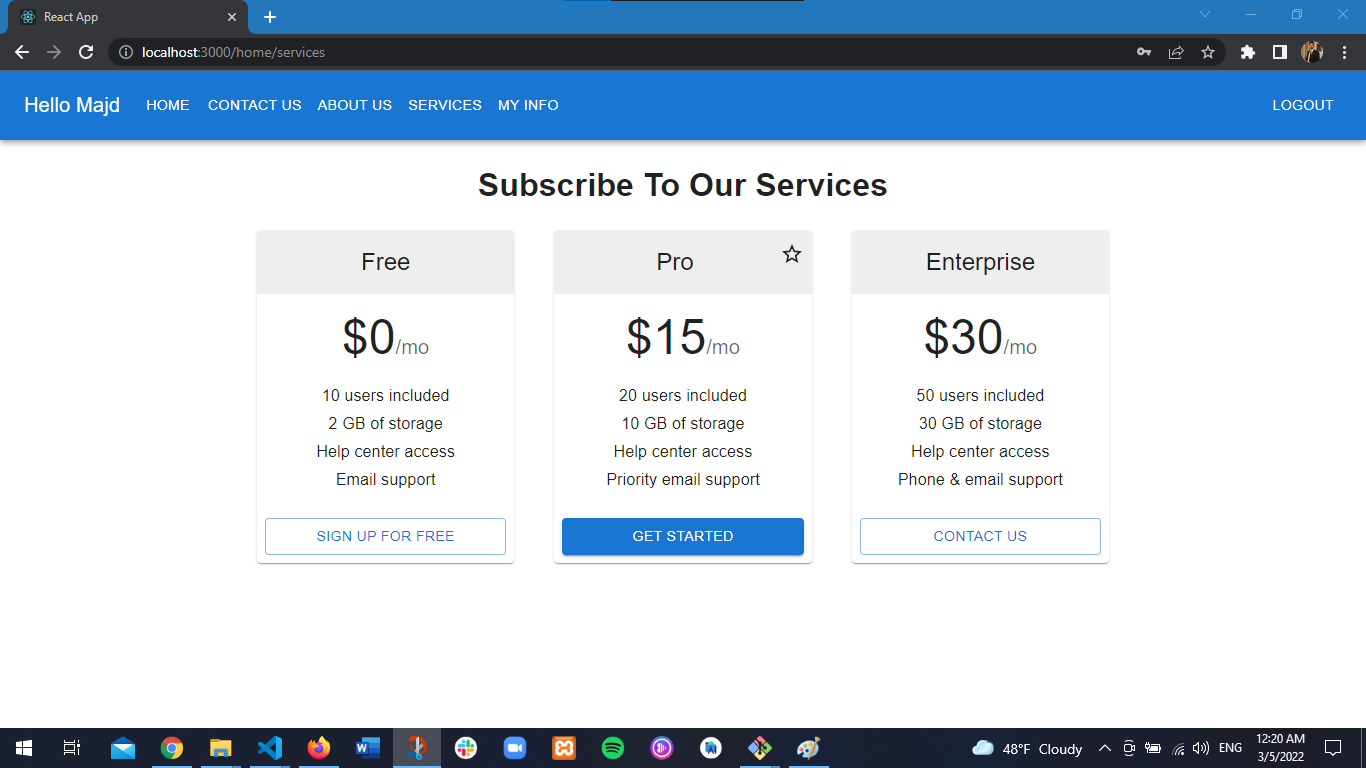 React App
localhost:3000/home/services
Hello Majd HOME CONTACT US ABOUT US SERVICES MY INFO LOGOUT
Subscribe To Our Services
Free
$0/mo
10 users included
2 GB of storage
Help center access
Email support
SIGN UP FOR FREE
Pro
$15/mo
20 users included
10 GB of storage
Help center access
Priority email support
GET STARTED
Enterprise
$30/mo
50 users included
30 GB of storage
Help center access
Phone & email support
CONTACT US
48°F Cloudy
ENG
12:20 AM
3/5/2022